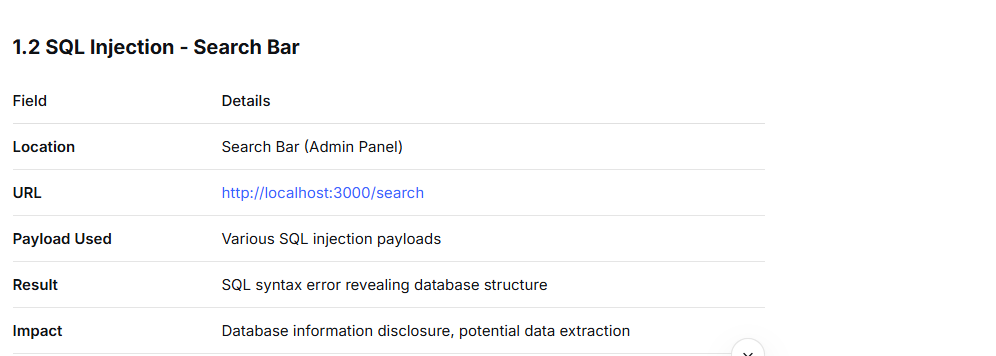 1.2 SQL Injection - Search Bar
Field Details
Location Search Bar (Admin Panel)
URL http://localhost:3000/search
Payload Used Various SQL injection payloads
Result SQL syntax error revealing database structure
Impact Database information disclosure, potential data extraction